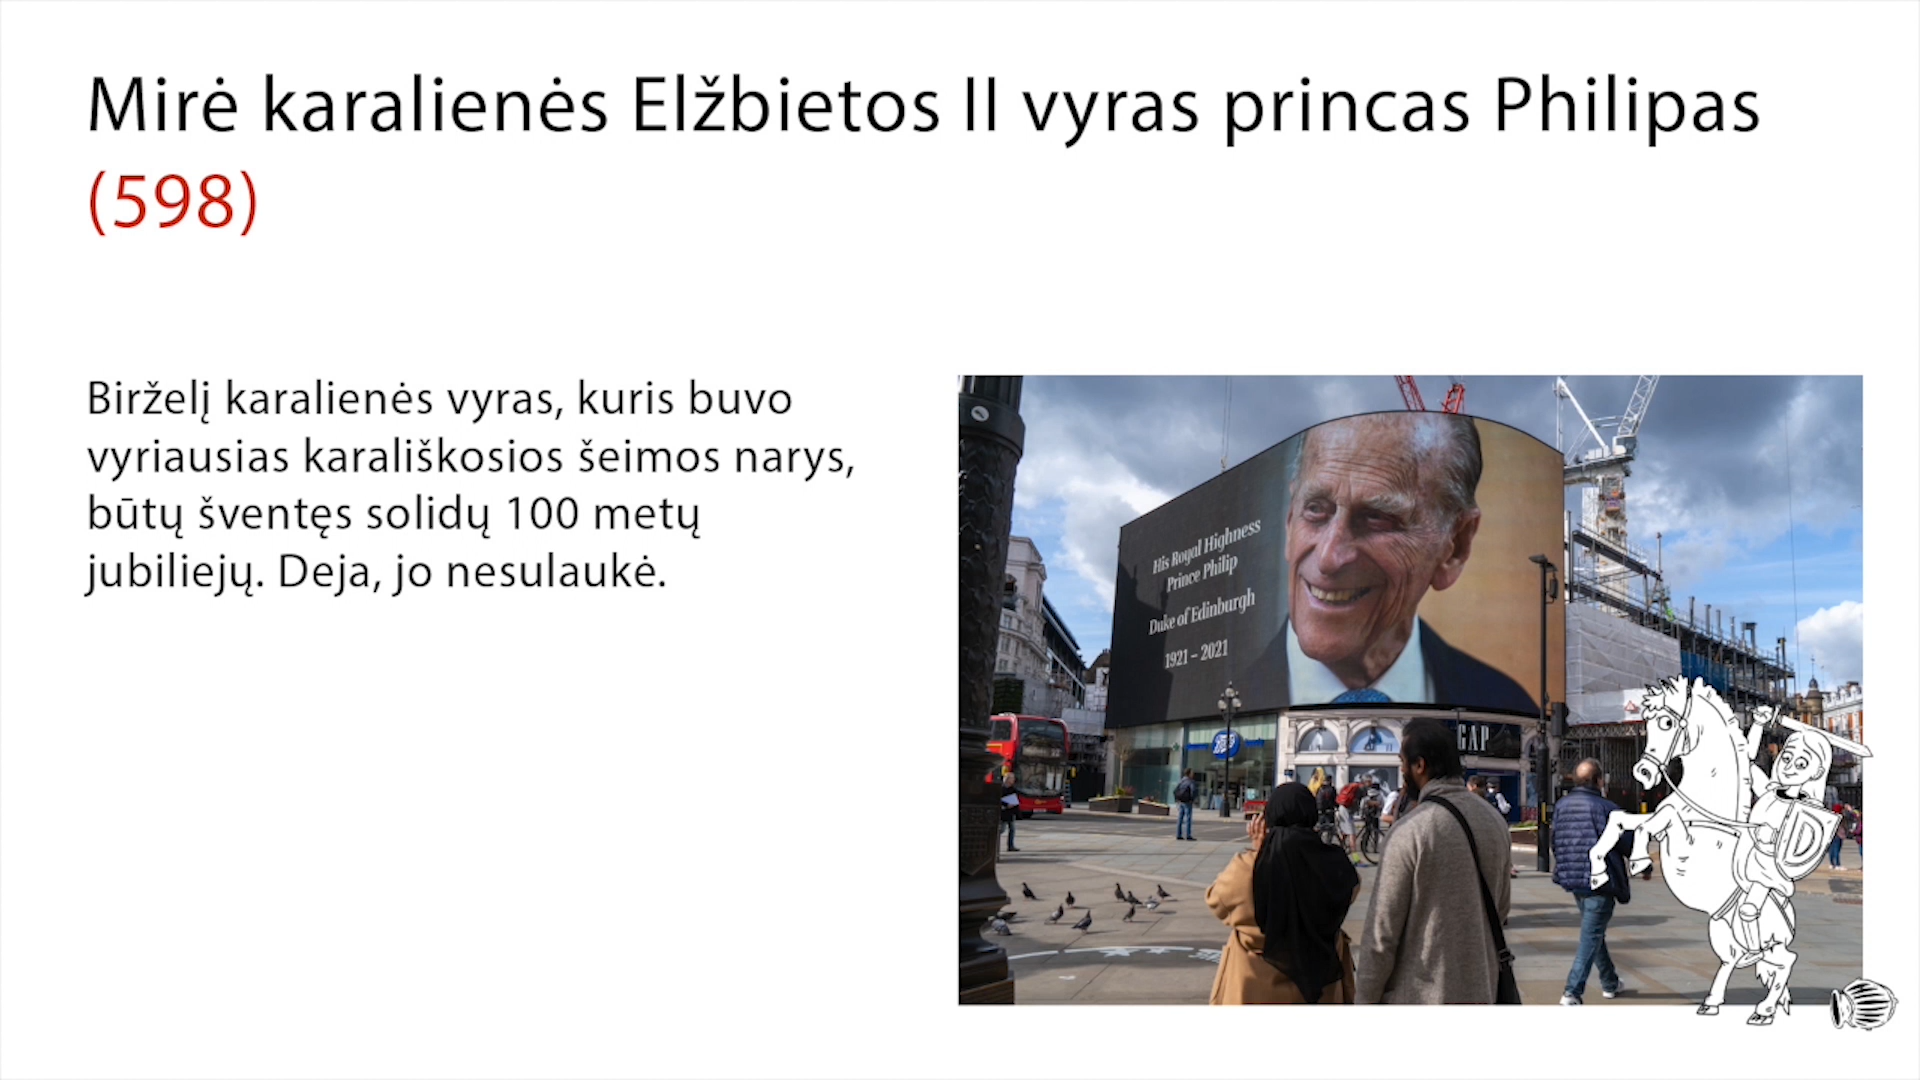 Mirė karalienės Elžbietos II vyras princas Philipas
(598)
Birželį karalienės vyras, kuris buvo
vyriausias karališkosios šeimos narys,
būtų šventęs solidų 100 metų
jubiliejų. Deja, jo nesulaukė.
His Royal Highness
Prince Philip
Duke of Edinburgh
1921 – 2021
Boots
GAP
D